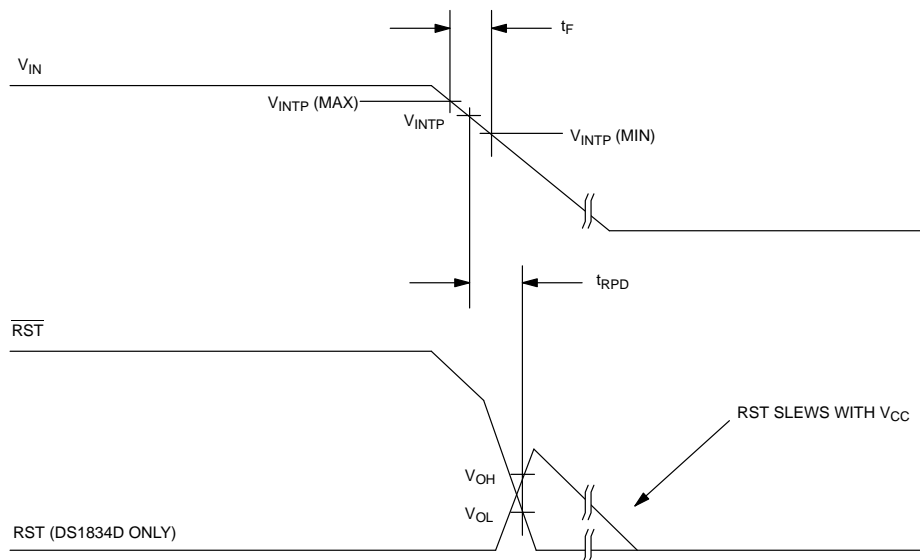 t_F
V_IN
V_INTP (MAX)
V_INTP
V_INTP (MIN)
t_RPD
RST
RST SLEWS WITH V_CC
V_OH
V_OL
RST (DS1834D ONLY)